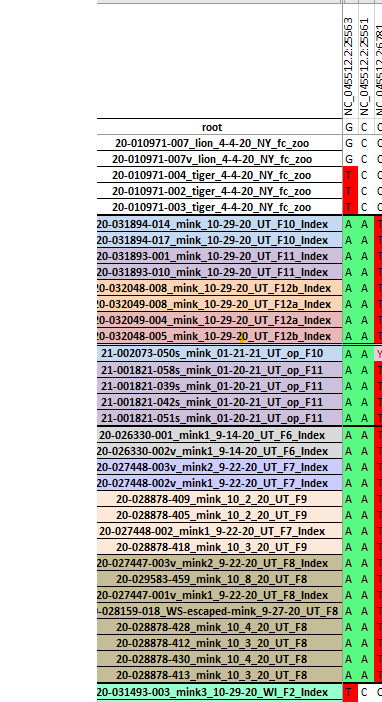 NC_045512.2:25563 NC_045512.2:25561
root G C C
20-010971-007_lion_4-4-20_NY_fc_zoo G C C
20-010971-007v_lion_4-4-20_NY_fc_zoo G C C
20-010971-004_tiger_4-4-20_NY_fc_zoo T C C
20-010971-002_tiger_4-4-20_NY_fc_zoo T C C
20-010971-003_tiger_4-4-20_NY_fc_zoo T C C
20-031894-014_mink_10-29-20_UT_F10_Index A A T
20-031894-017_mink_10-29-20_UT_F10_Index A A T
20-031893-001_mink_10-29-20_UT_F11_Index A A T
20-031893-010_mink_10-29-20_UT_F11_Index A A T
20-032048-008_mink_10-29-20_UT_F12b_Index A A T
20-032049-008_mink_10-29-20_UT_F12a_Index A A T
20-032049-004_mink_10-29-20_UT_F12a_Index A A T
20-032048-005_mink_10-29-20_UT_F12b_Index A A T
21-002073-050s_mink_01-21-21_UT_op_F10 A A Y
21-001821-058s_mink_01-20-21_UT_op_F11 A A T
21-001821-039s_mink_01-20-21_UT_op_F11 A A T
21-001821-042s_mink_01-20-21_UT_op_F11 A A T
21-001821-051s_mink_01-20-21_UT_op_F11 A A T
20-026330-001_mink1_9-14-20_UT_F6_Index A A T
20-026330-002v_mink1_9-14-20_UT_F6_Index A A T
20-027448-003v_mink2_9-22-20_UT_F7_Index A A T
20-027448-002v_mink1_9-22-20_UT_F7_Index A A T
20-028878-409_mink_10_2_20_UT_F9 A A T
20-028878-405_mink_10_2_20_UT_F9 A A T
20-027448-002_mink1_9-22-20_UT_F7_Index A A T
20-028878-418_mink_10_3_20_UT_F9 A A T
20-027447-003v_mink2_9-22-20_UT_F8_Index A A T
20-029583-459_mink_10_8_20_UT_F8 A A T
20-027447-001v_mink1_9-22-20_UT_F8_Index A A T
-028159-018_WS-escaped-mink_9-27-20_UT_F8 A A T
20-028878-428_mink_10_4_20_UT_F8 A A T
20-028878-412_mink_10_3_20_UT_F8 A A T
20-028878-430_mink_10_4_20_UT_F8 A A T
20-028878-413_mink_10_3_20_UT_F8 A A T
20-031493-003_mink3_10-29-20_WI_F2_Index T C C